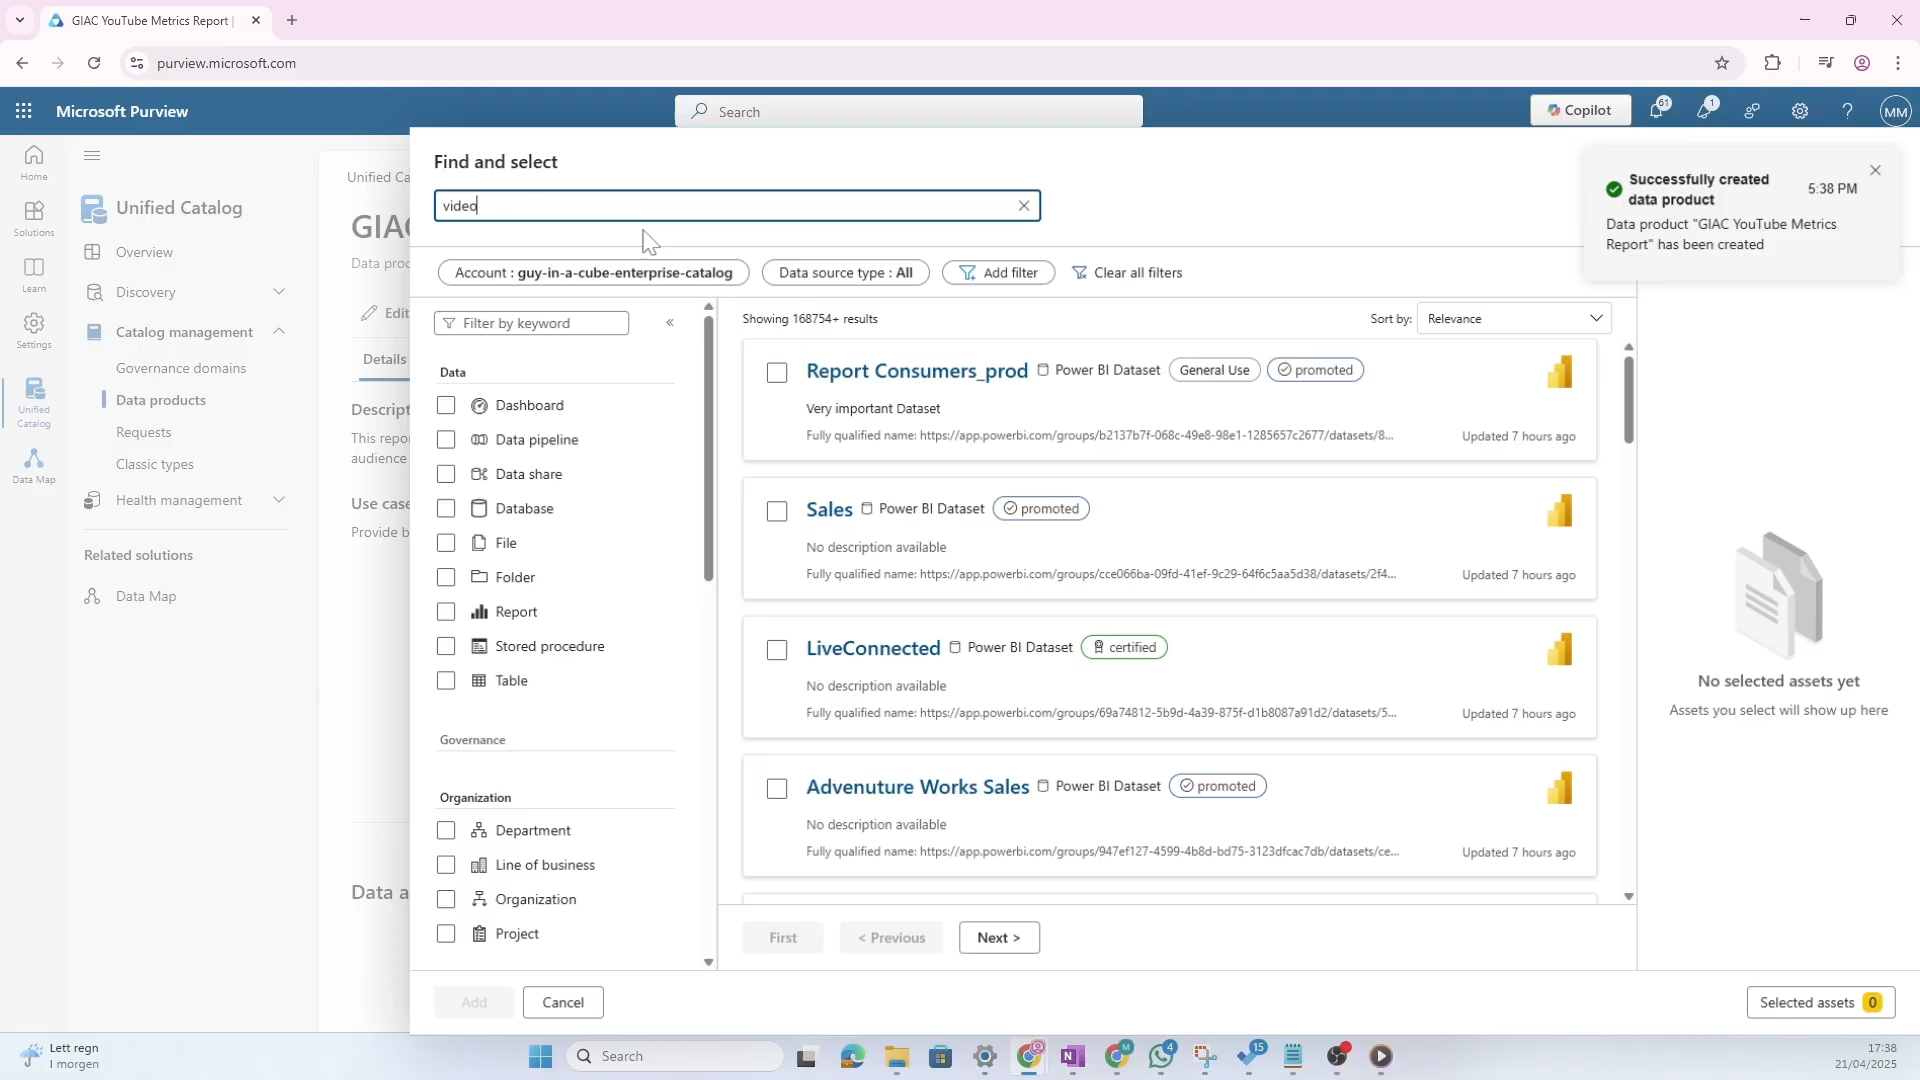 GIAC YouTube Metrics Report |
purview.microsoft.com
Microsoft Purview
Search
Copilot
61
1
MM
Home
Solutions
Learn
Settings
Unified
Catalog
Data Map
Unified Catalog
Overview
Discovery
Catalog management
Governance domains
Data products
Requests
Classic types
Health management
Related solutions
Data Map
Unified Ca
GIAC
Data proc
Edit
Details
Descript
This repo
audience
Use case
Provide b
Data a
Find and select
video
Account : guy-in-a-cube-enterprise-catalog
Data source type : All
Add filter
Clear all filters
Filter by keyword
Data
Dashboard
Data pipeline
Data share
Database
File
Folder
Report
Stored procedure
Table
Governance
Organization
Department
Line of business
Organization
Project
Showing 168754+ results
Sort by:
Relevance
Report Consumers_prod Power BI Dataset General Use promoted
Very important Dataset
Fully qualified name: https://app.powerbi.com/groups/b2137b7f-068c-49e8-98e1-1285657c2677/datasets/8...
Updated 7 hours ago
Sales Power BI Dataset promoted
No description available
Fully qualified name: https://app.powerbi.com/groups/cce066ba-09fd-41ef-9c29-64f6c5aa5d38/datasets/2f4...
Updated 7 hours ago
LiveConnected Power BI Dataset certified
No description available
Fully qualified name: https://app.powerbi.com/groups/69a74812-5b9d-4a39-875f-d1b8087a91d2/datasets/5...
Updated 7 hours ago
Advenuture Works Sales Power BI Dataset promoted
No description available
Fully qualified name: https://app.powerbi.com/groups/947ef127-4599-4b8d-bd75-3123dfcac7db/datasets/ce...
Updated 7 hours ago
First
< Previous
Next >
Add
Cancel
Successfully created
data product
5:38 PM
Data product "GIAC YouTube Metrics
Report" has been created
No selected assets yet
Assets you select will show up here
Selected assets 0
Lett regn
I morgen
Search
M
4
15
17:38
21/04/2025